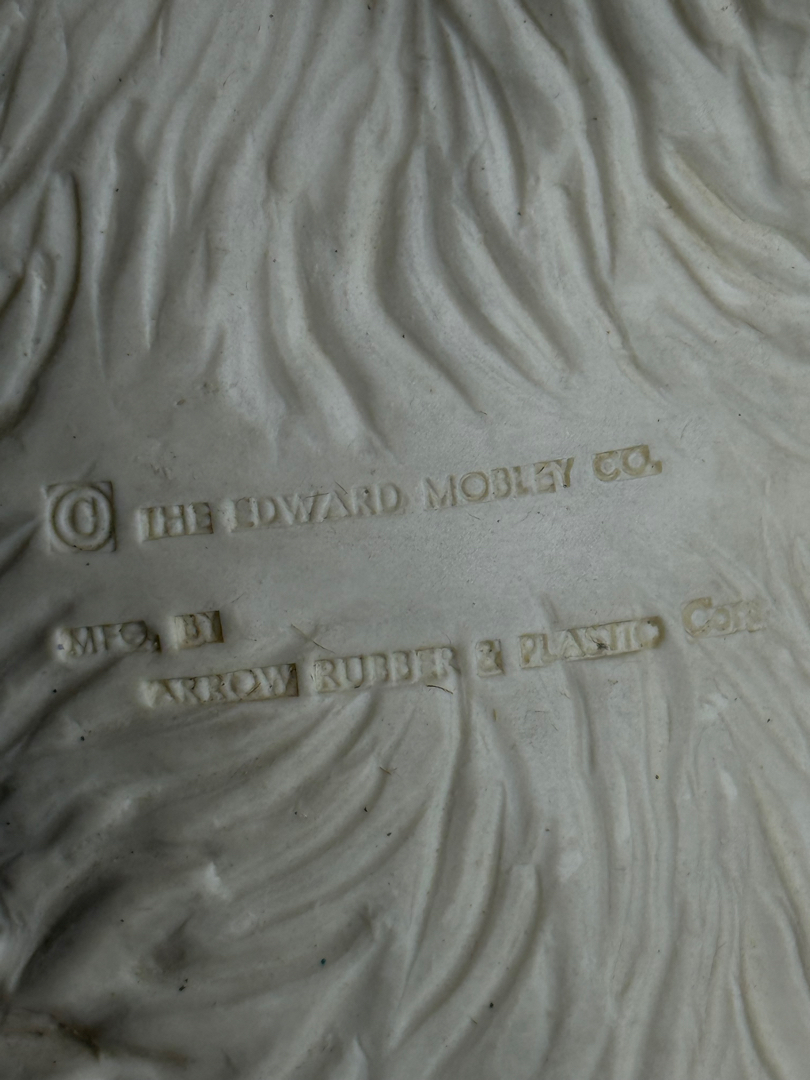 © THE EDWARD MOBLEY CO.
MFG. BY
ARROW RUBBER & PLASTIC CORP.